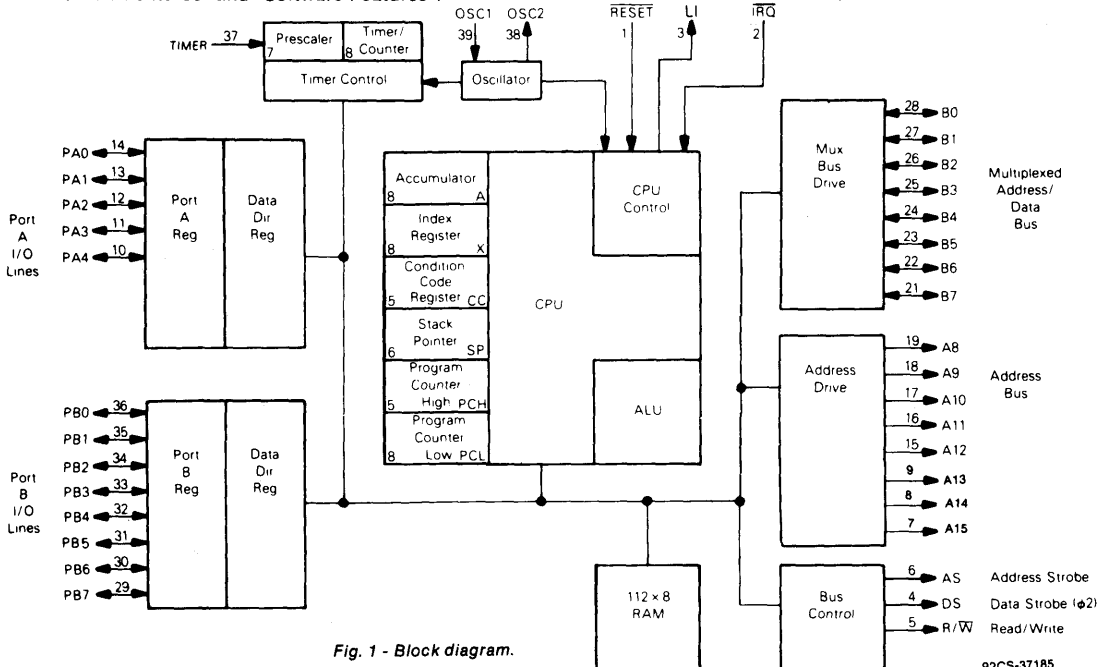 and Software Features :
OSC1 OSC2 RESET LI IRQ
39 38 1 3 2
TIMER 37
Prescaler
7
Timer/
Counter
8
Timer Control
Oscillator
Port
A
I/O
Lines
PA0 14
PA1 13
PA2 12
PA3 11
PA4 10
Port
A
Reg
Data
Dir
Reg
Accumulator
8 A
Index
Register
8 X
Condition
Code
Register
5 CC
Stack
Pointer
6 SP
Program
Counter
High
5 PCH
Program
Counter
Low
8 PCL
CPU
CPU
Control
ALU
Mux
Bus
Drive
28 B0
27 B1
26 B2
25 B3
24 B4
23 B5
22 B6
21 B7
Multiplexed
Address/
Data
Bus
Address
Drive
19 A8
18 A9
17 A10
16 A11
15 A12
9 A13
8 A14
7 A15
Address
Bus
Port
B
I/O
Lines
PB0 36
PB1 35
PB2 34
PB3 33
PB4 32
PB5 31
PB6 30
PB7 29
Port
B
Reg
Data
Dir
Reg
112 × 8
RAM
Bus
Control
6 AS Address Strobe
4 DS Data Strobe (ϕ2)
5 R/W̅ Read/Write
Fig. 1 - Block diagram.
92CS-37185